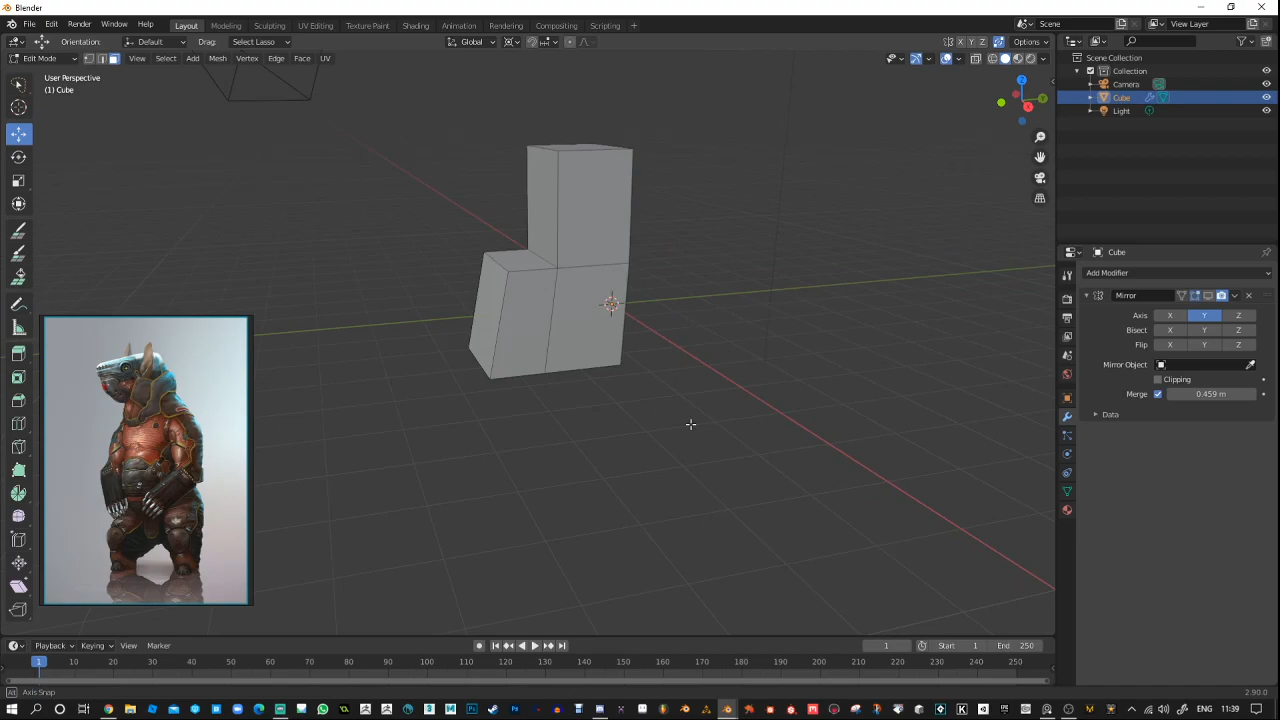 Blender
File Edit Render Window Help Layout Modeling Sculpting UV Editing Texture Paint Shading Animation Rendering Compositing Scripting + Scene View Layer
Orientation: Default Drag: Select Lasso Global X Y Z Options
Edit Mode View Select Add Mesh Vertex Edge Face UV
User Perspective
(1) Cube
Scene Collection
Collection
Camera
Cube
Light
Cube
Add Modifier
Mirror
Axis X Y Z
Bisect X Y Z
Flip X Y Z
Mirror Object
Clipping
Merge 0.459 m
Data
Playback Keying View Marker 1 Start 1 End 250
1 10 20 30 40 50 60 70 80 90 100 110 120 130 140 150 160 170 180 190 200 210 220 230 240 250
Axis Snap 2.90.0
ENG 11:39